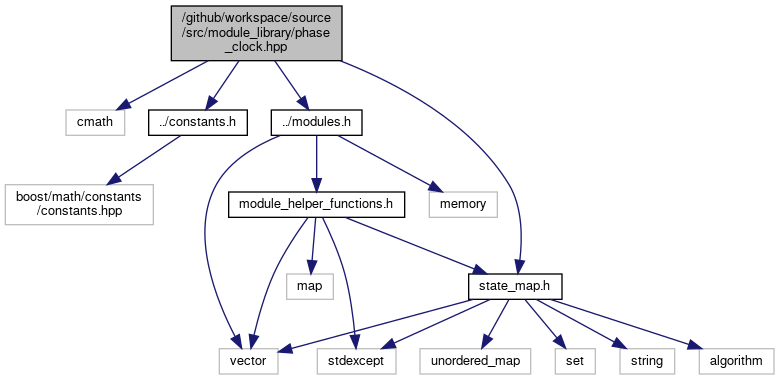 /github/workspace/source
/src/module_library/phase
_clock.hpp
cmath
../constants.h
../modules.h
boost/math/constants
/constants.hpp
module_helper_functions.h
memory
map
state_map.h
vector
stdexcept
unordered_map
set
string
algorithm